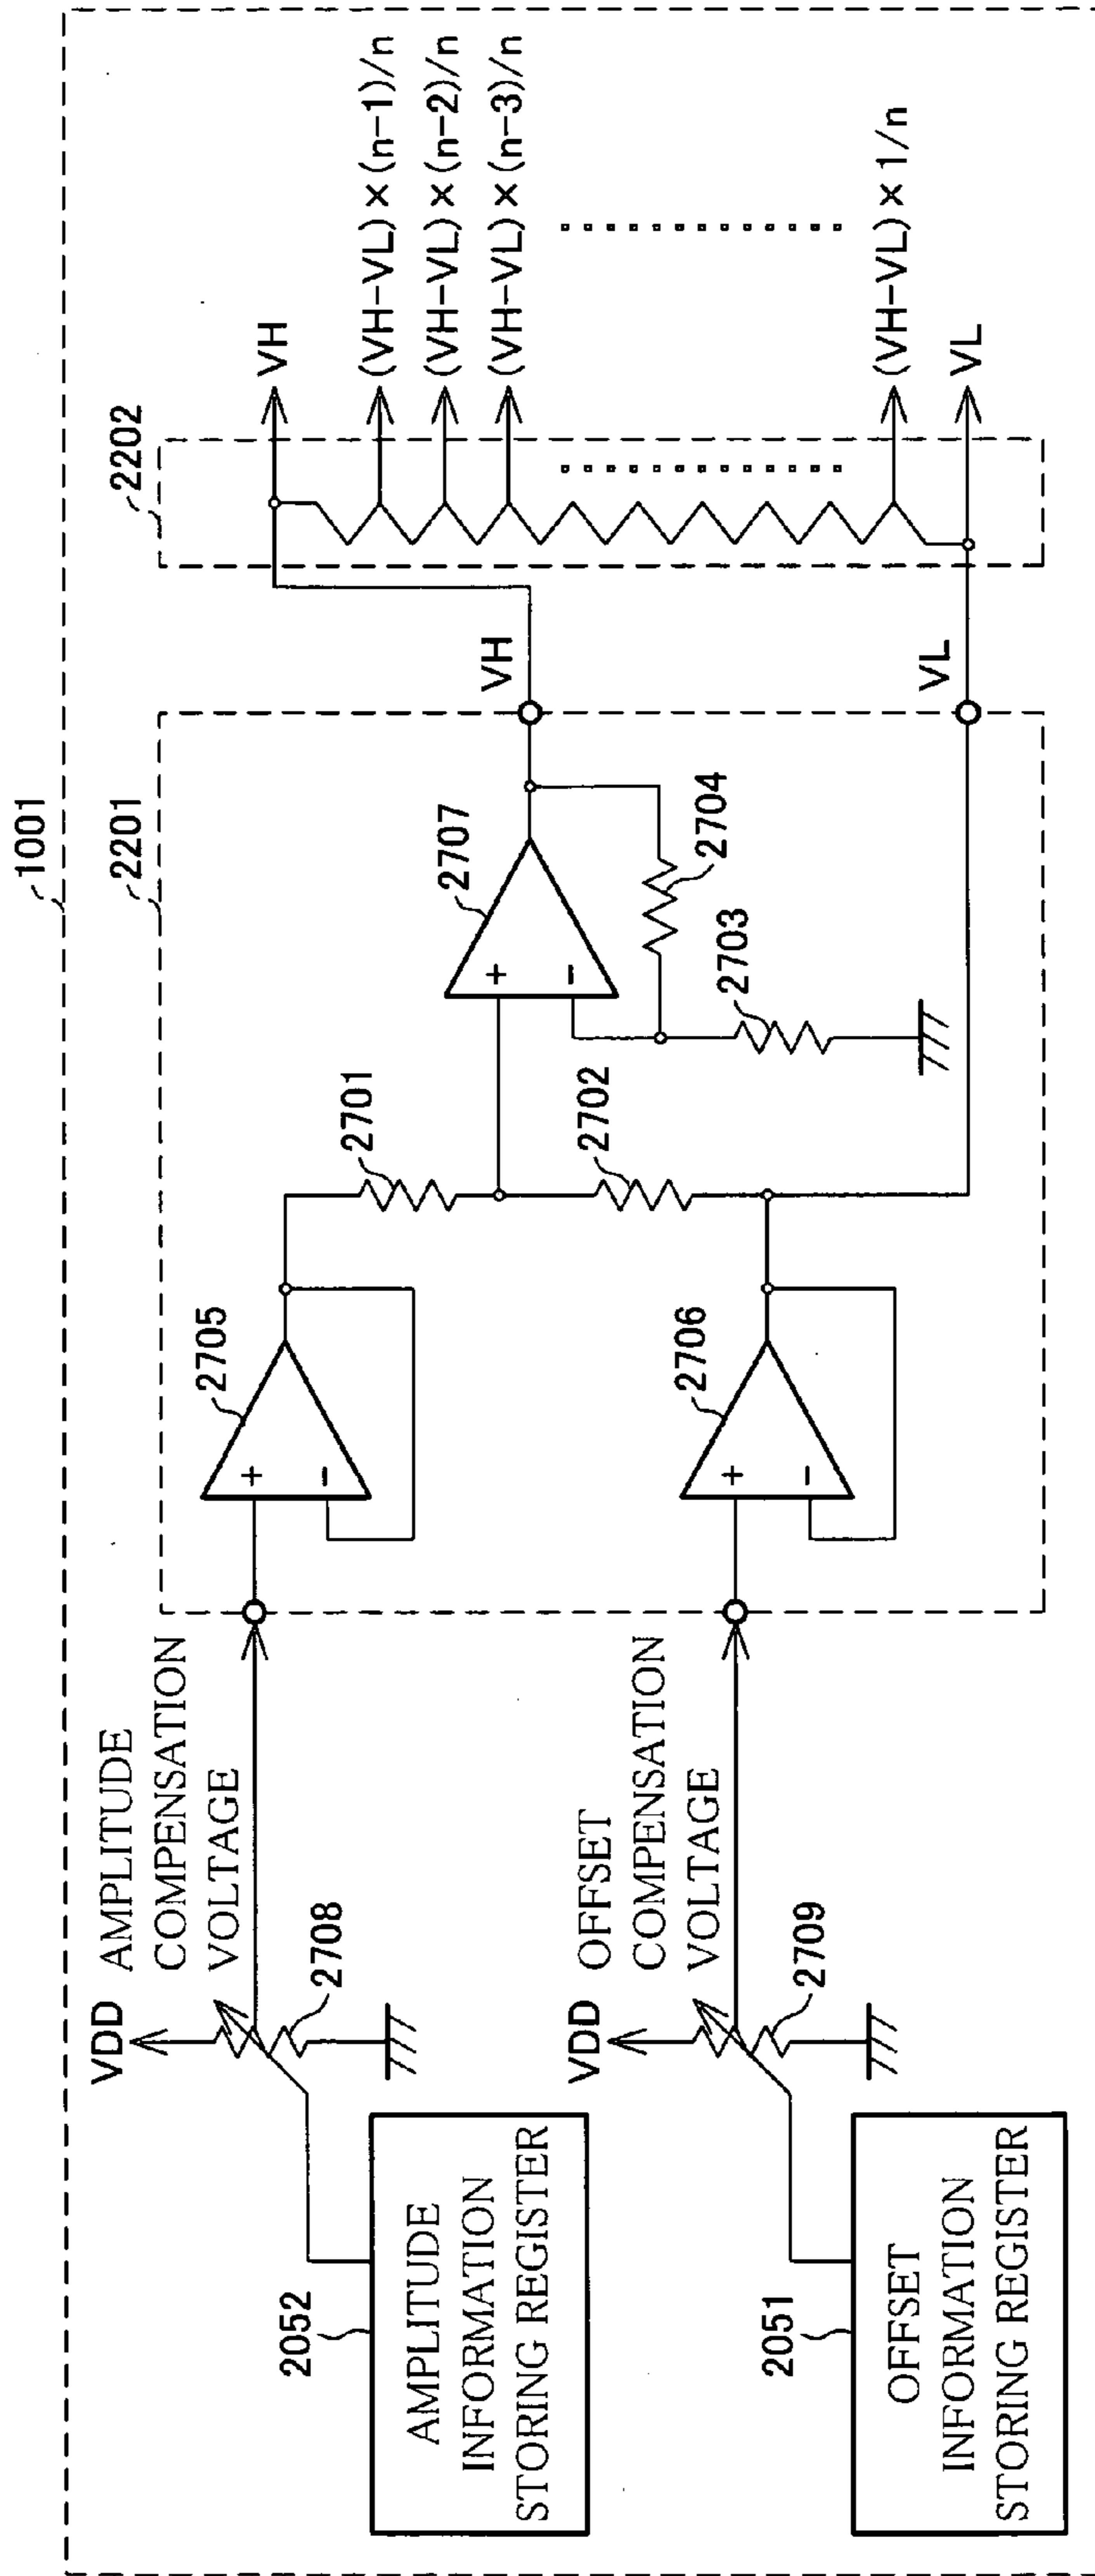 1001
2201
2202
VDD
AMPLITUDE
COMPENSATION
VOLTAGE
2708
2052
AMPLITUDE
INFORMATION
STORING REGISTER
VDD
OFFSET
COMPENSATION
VOLTAGE
2709
2051
OFFSET
INFORMATION
STORING REGISTER
2705
+
−
2706
+
−
2701
2702
2707
+
−
2704
2703
VH
VL
VH
(VH-VL)×(n-1)/n
(VH-VL)×(n-2)/n
(VH-VL)×(n-3)/n
(VH-VL)×1/n
VL